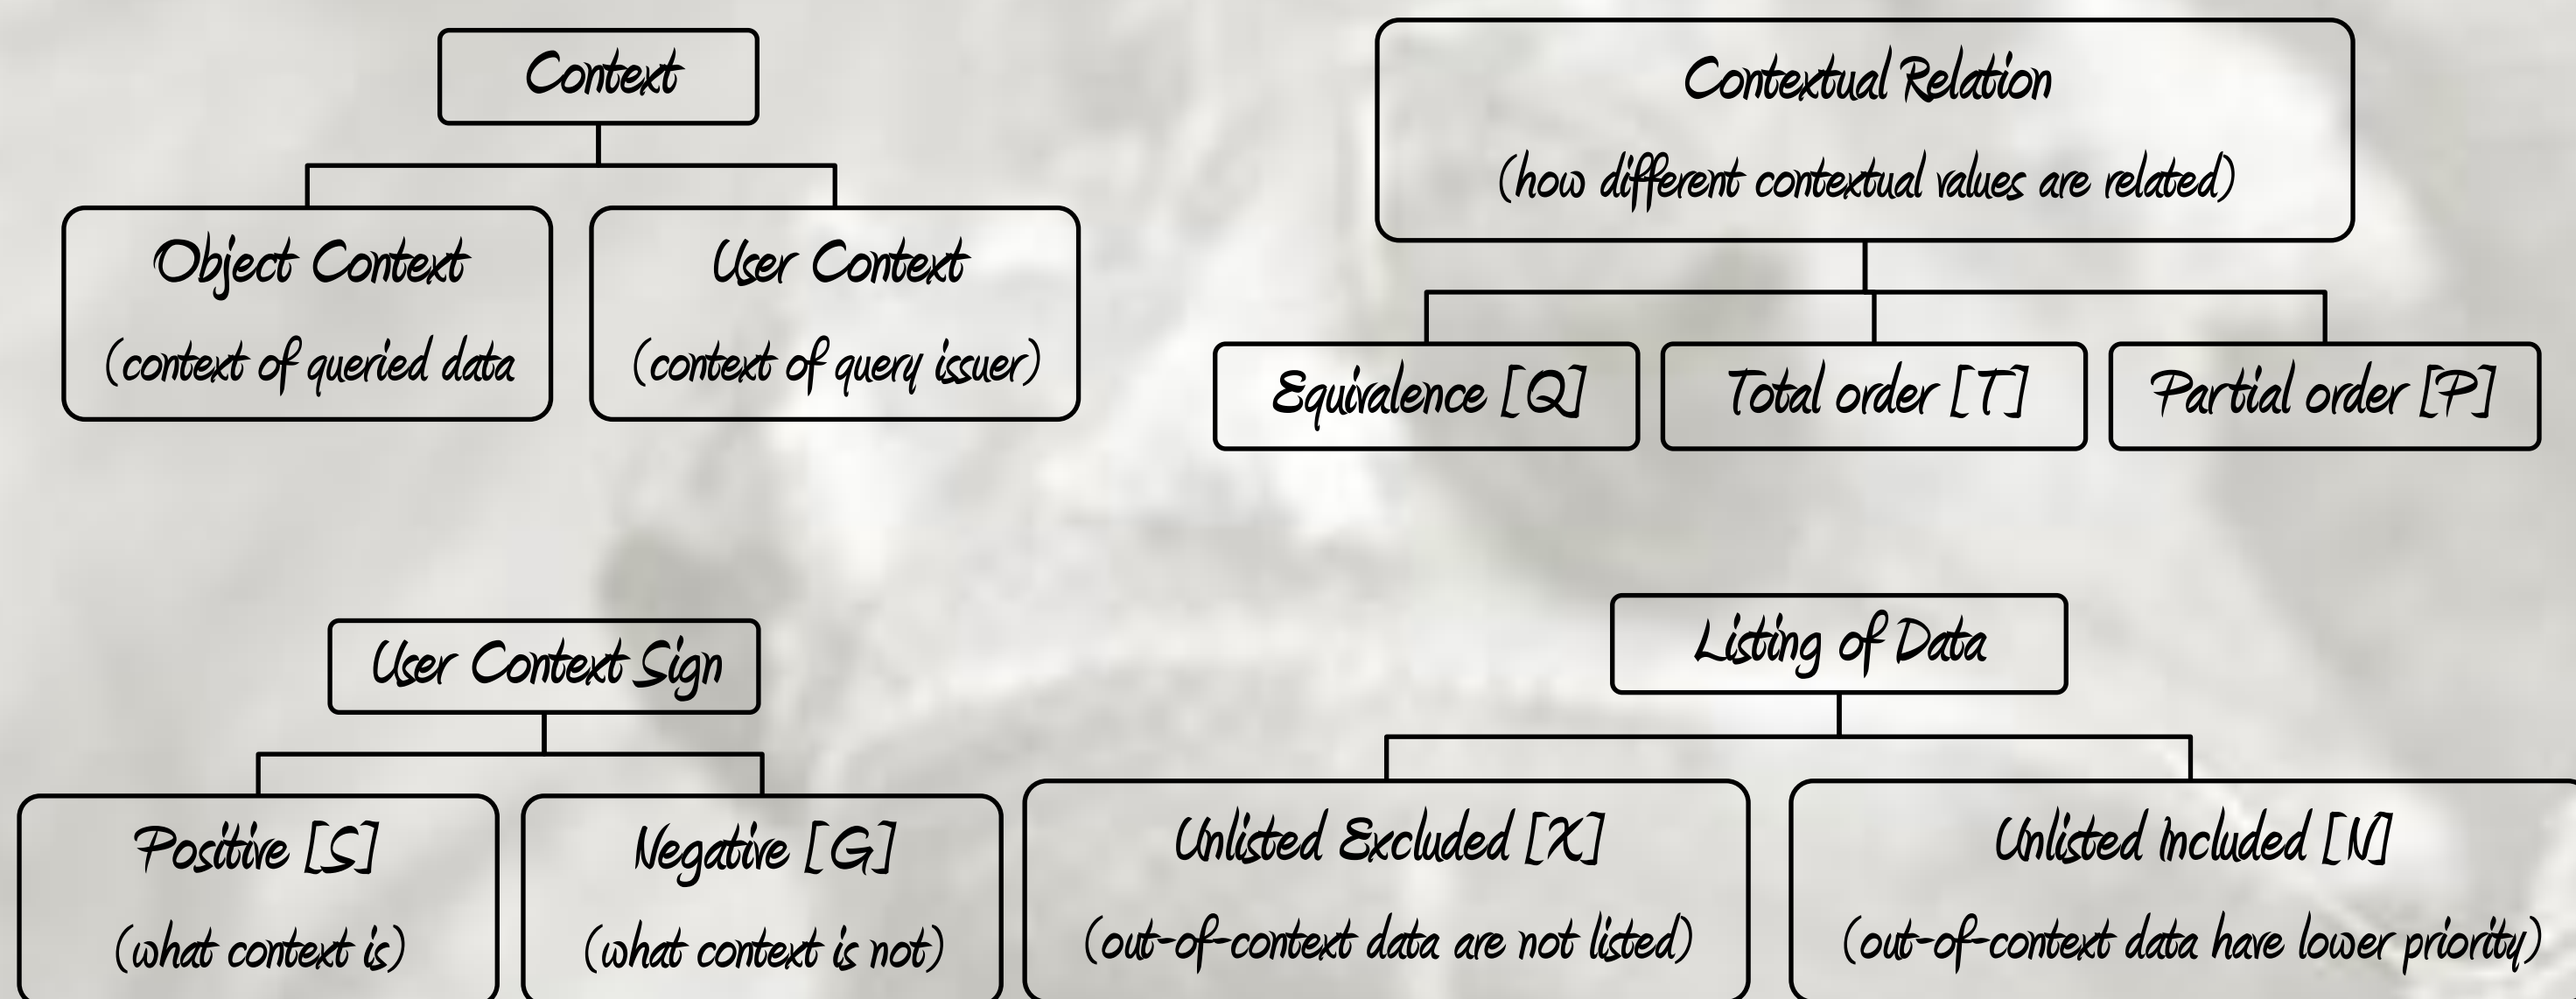 Context
Object Context
(context of queried data
User Context
(context of query issuer)
Contextual Relation
(how different contextual values are related)
Equivalence [Q]
Total order [T]
Partial order [P]
User Context Sign
Positive [S]
(what context is)
Negative [G]
(what context is not)
Listing of Data
Unlisted Excluded [X]
(out-of-context data are not listed)
Unlisted Included [N]
(out-of-context data have lower priority)